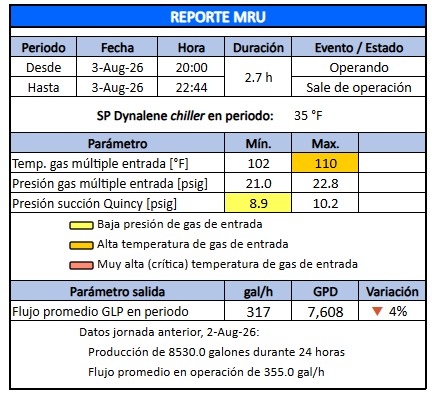 REPORTE MRU
Periodo Fecha Hora Duración Evento / Estado
Desde 3-Aug-26 20:00 2.7 h Operando
Hasta 3-Aug-26 22:44 Sale de operación
SP Dynalene chiller en periodo: 35 °F
Parámetro Mín. Max.
Temp. gas múltiple entrada [°F] 102 110
Presión gas múltiple entrada [psig] 21.0 22.8
Presión succión Quincy [psig] 8.9 10.2
Baja presión de gas de entrada
Alta temperatura de gas de entrada
Muy alta (crítica) temperatura de gas de entrada
Parámetro salida gal/h GPD Variación
Flujo promedio GLP en periodo 317 7,608 ▼ 4%
Datos jornada anterior, 2-Aug-26:
Producción de 8530.0 galones durante 24 horas
Flujo promedio en operación de 355.0 gal/h